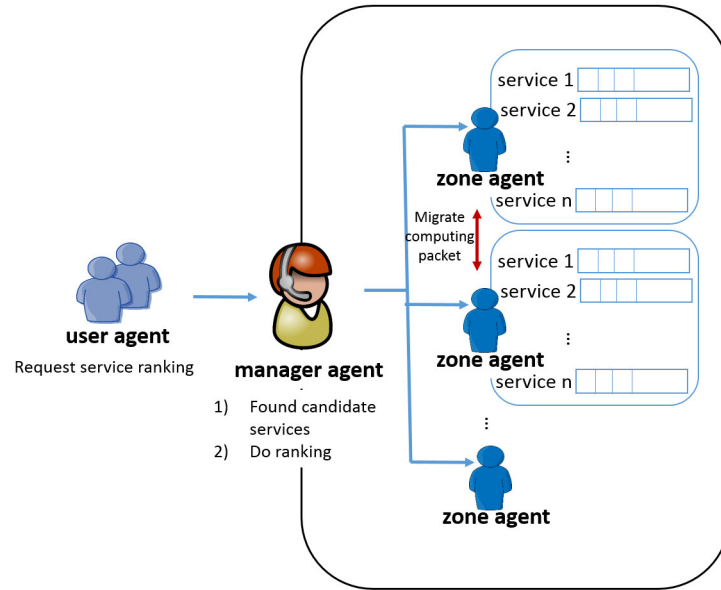 user agent
Request service ranking
manager agent
1) Found candidate
services
2) Do ranking
service 1
service 2
...
zone agent
service n
Migrate
computing
packet
service 1
service 2
...
zone agent
service n
...
zone agent